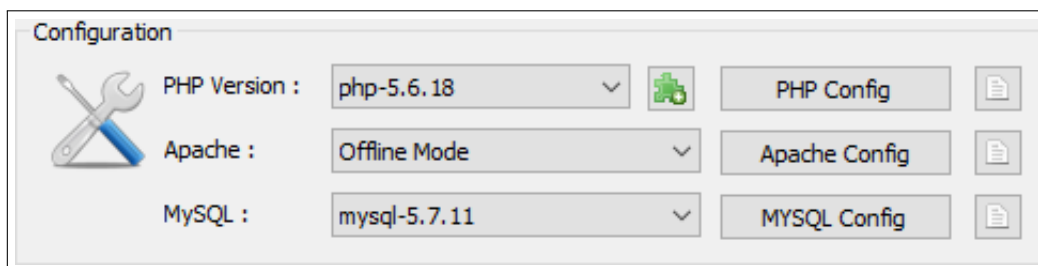 Configuration
PHP Version : php-5.6.18 PHP Config
Apache : Offline Mode Apache Config
MySQL : mysql-5.7.11 MYSQL Config